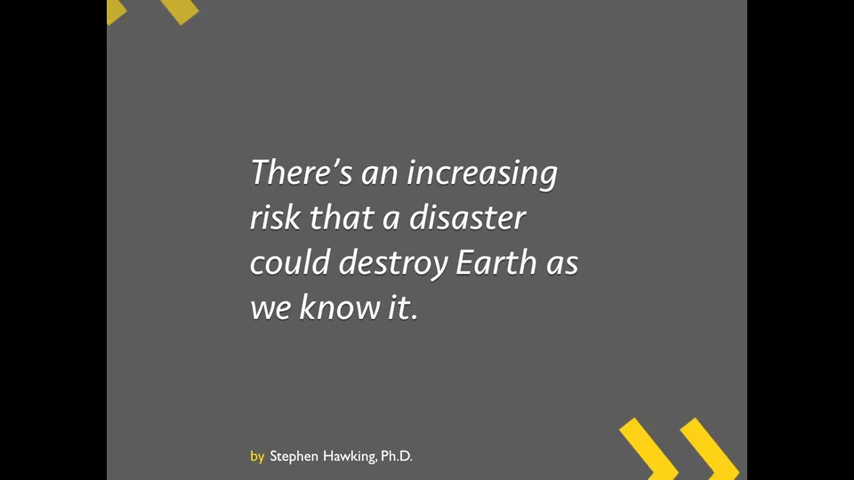 There's an increasing
risk that a disaster
could destroy Earth as
we know it.
by Stephen Hawking, Ph.D.